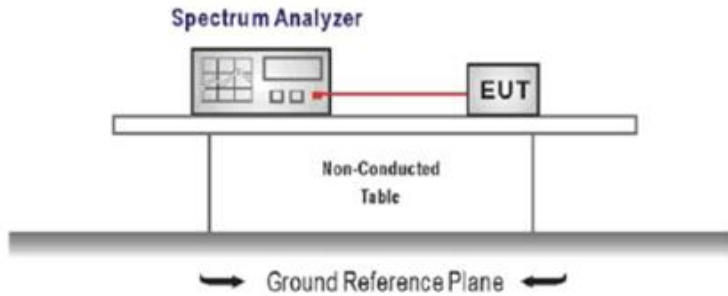 Spectrum Analyzer
EUT
Non-Conducted
Table
Ground Reference Plane